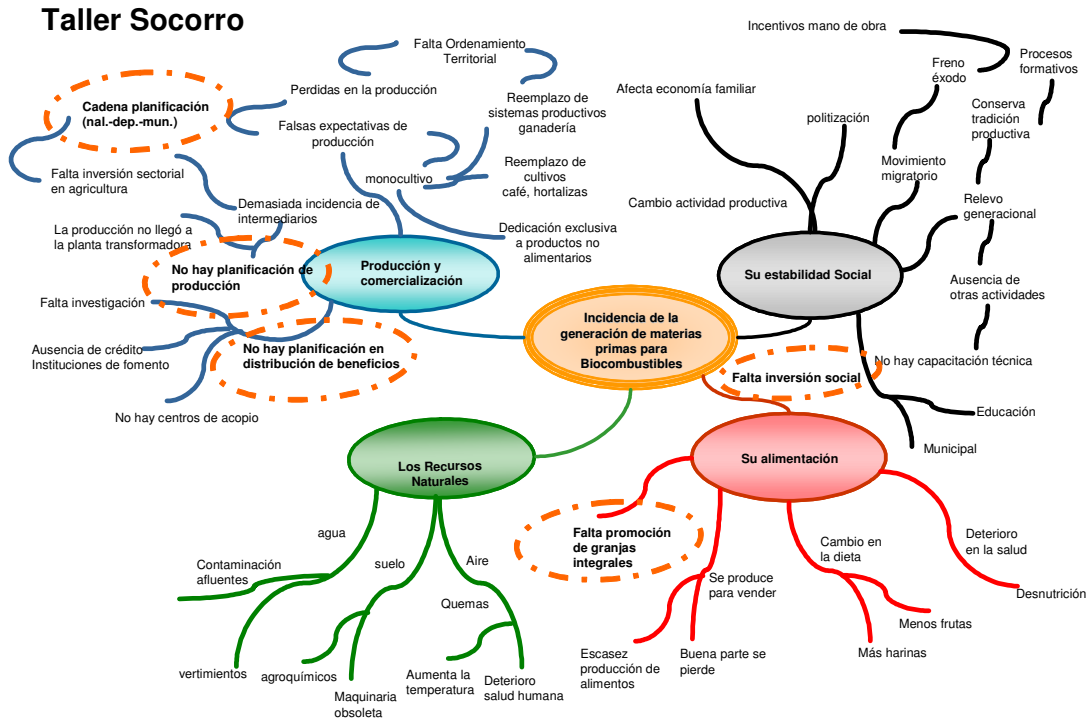 Taller Socorro
Incentivos mano de obra
Falta Ordenamiento
Territorial
Freno
éxodo
Procesos
formativos
Cadena planificación
(nal.-dep.-mun.)
Perdidas en la producción
Reemplazo de
sistemas productivos
ganadería
Afecta economía familiar
politización
Conserva
tradición
productiva
Falsas expectativas de
producción
Falta inversión sectorial
en agricultura
monocultivo
Reemplazo de
cultivos
café, hortalizas
Movimiento
migratorio
Demasiada incidencia de
intermediarios
Cambio actividad productiva
Relevo
generacional
La producción no llegó a
la planta transformadora
Dedicación exclusiva
a productos no
alimentarios
No hay planificación de
producción
Producción y
comercialización
Su estabilidad Social
Ausencia de
otras actividades
Falta investigación
Incidencia de la
generación de materias
primas para
Biocombustibles
Ausencia de crédito
Instituciones de fomento
No hay planificación en
distribución de beneficios
No hay capacitación técnica
Falta inversión social
No hay centros de acopio
Educación
Municipal
Los Recursos
Naturales
Su alimentación
agua
Falta promoción
de granjas
integrales
Cambio en
la dieta
Deterioro
en la salud
Contaminación
afluentes
suelo
Aire
Se produce
para vender
Desnutrición
Quemas
Menos frutas
Escasez
producción de
alimentos
Buena parte se
pierde
Más harinas
vertimientos
agroquímicos
Maquinaria
obsoleta
Aumenta la
temperatura
Deterioro
salud humana